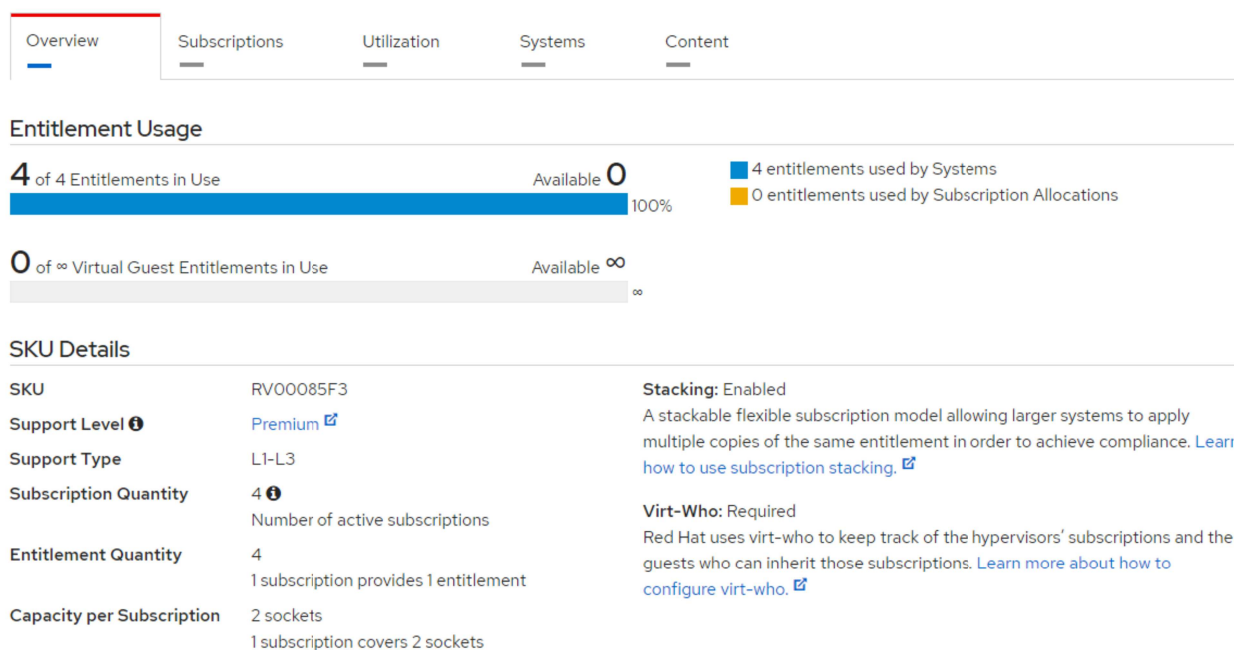 Overview Subscriptions Utilization Systems Content
Entitlement Usage
4 of 4 Entitlements in Use Available 0
100%
4 entitlements used by Systems
0 entitlements used by Subscription Allocations
0 of ∞ Virtual Guest Entitlements in Use Available ∞
∞
SKU Details
SKU RV00085F3
Support Level Premium
Support Type L1-L3
Subscription Quantity 4
Number of active subscriptions
Entitlement Quantity 4
1 subscription provides 1 entitlement
Capacity per Subscription 2 sockets
1 subscription covers 2 sockets
Stacking: Enabled
A stackable flexible subscription model allowing larger systems to apply
multiple copies of the same entitlement in order to achieve compliance. Learn
how to use subscription stacking.
Virt-Who: Required
Red Hat uses virt-who to keep track of the hypervisors' subscriptions and the
guests who can inherit those subscriptions. Learn more about how to
configure virt-who.